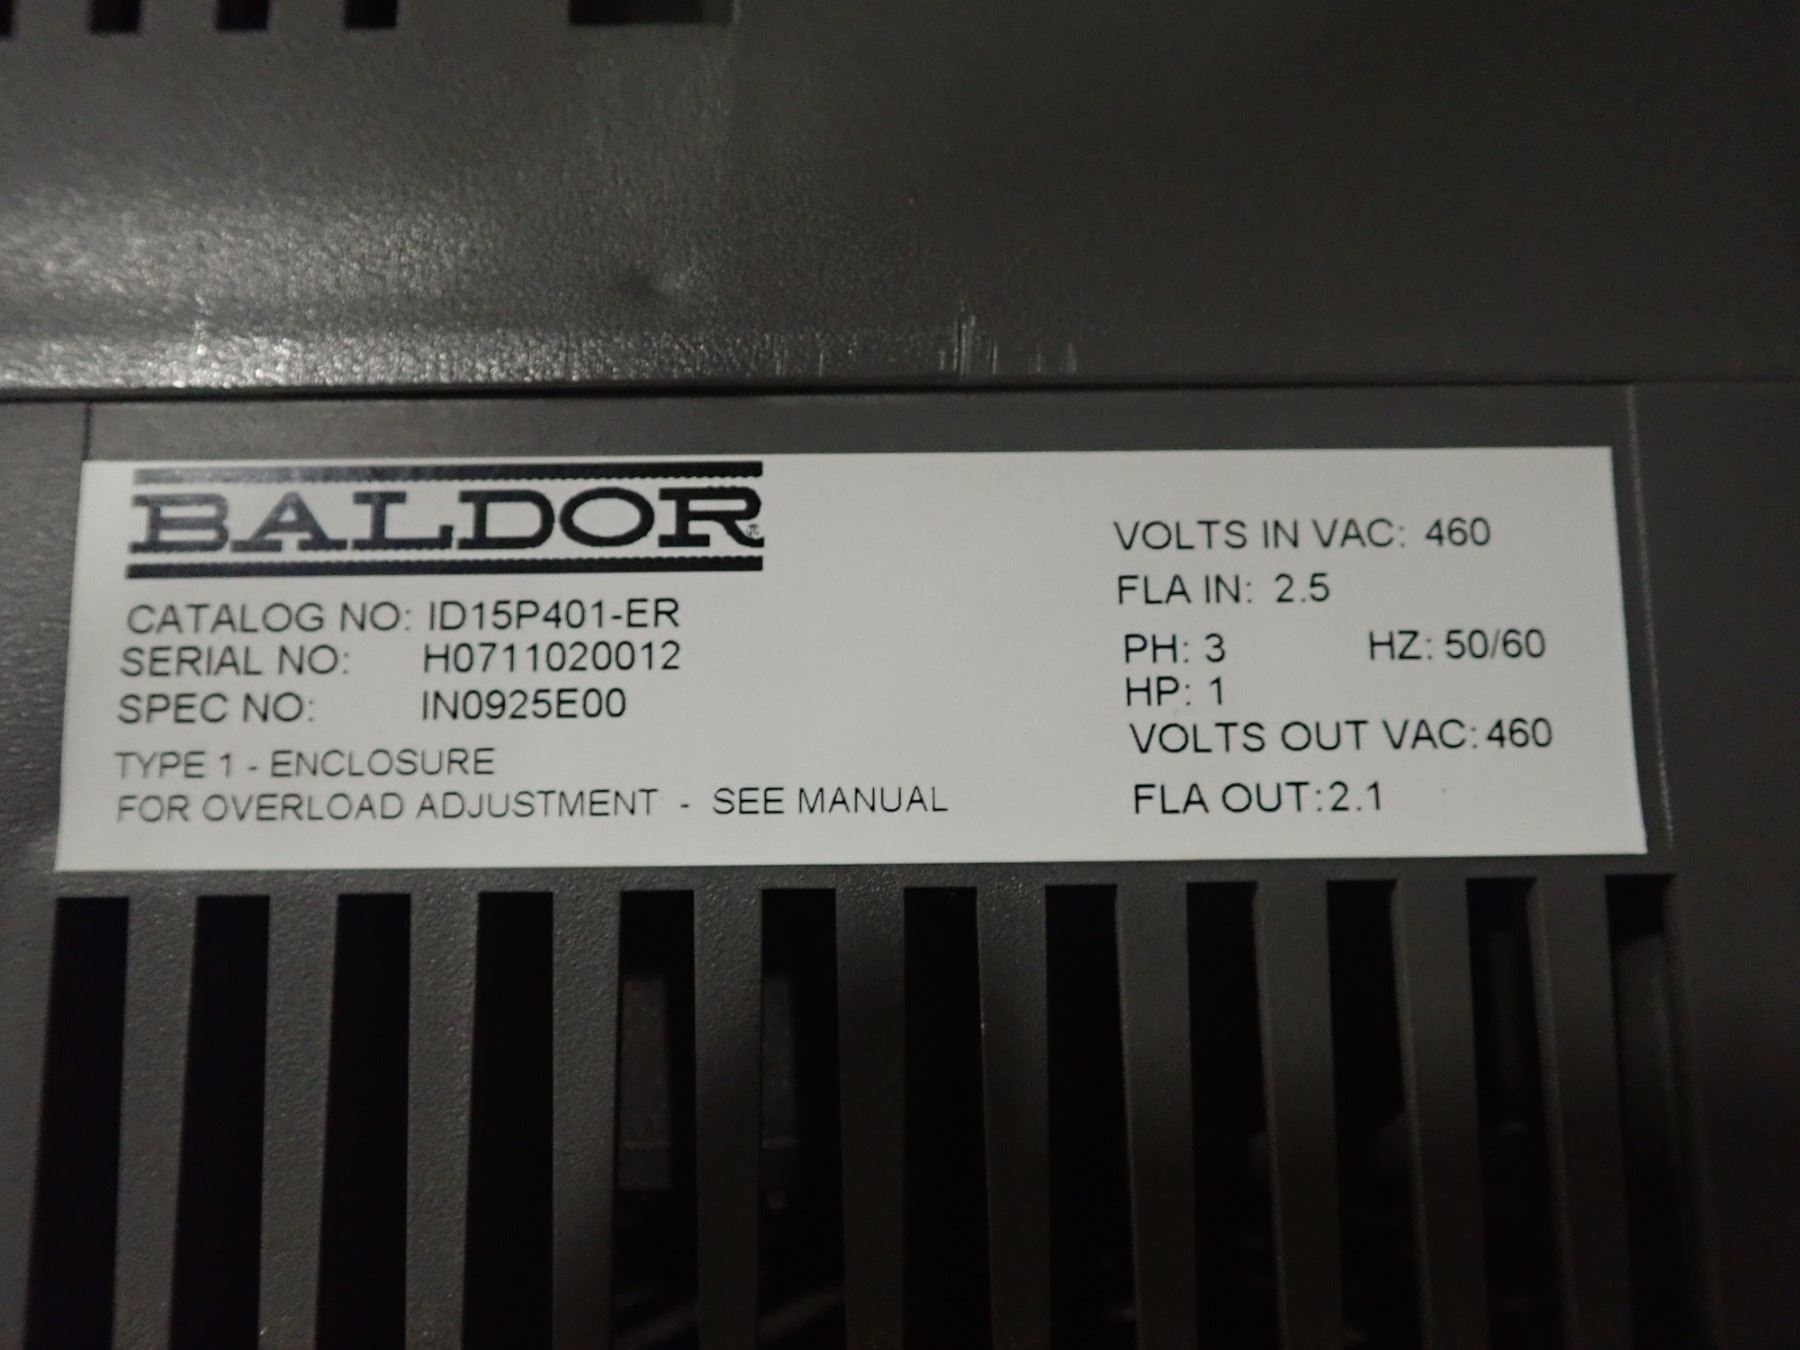 BALDOR®
CATALOG NO: ID15P401-ER
SERIAL NO: H0711020012
SPEC NO: IN0925E00
TYPE 1 - ENCLOSURE
FOR OVERLOAD ADJUSTMENT - SEE MANUAL
VOLTS IN VAC: 460
FLA IN: 2.5
PH: 3 HZ: 50/60
HP: 1
VOLTS OUT VAC: 460
FLA OUT: 2.1